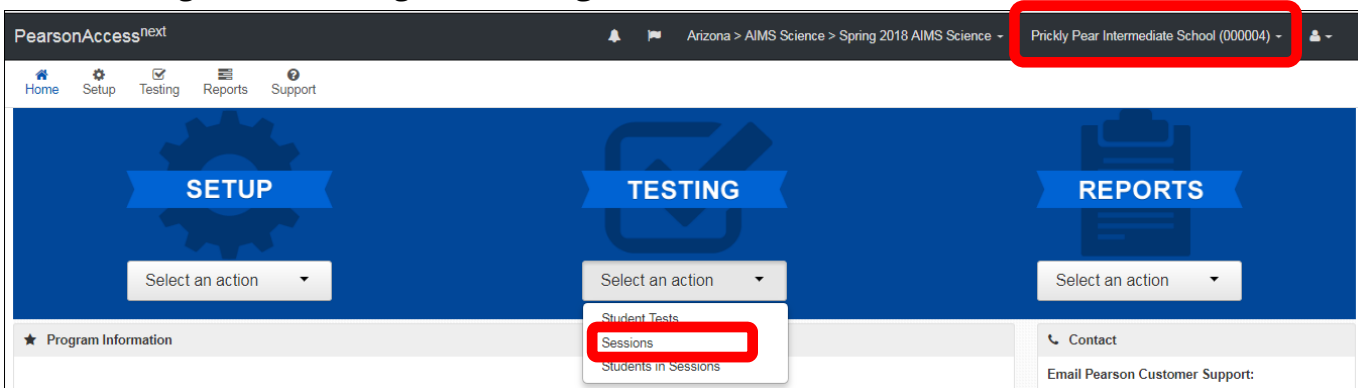 PearsonAccessnext
Arizona > AIMS Science > Spring 2018 AIMS Science
Prickly Pear Intermediate School (000004)
Home Setup Testing Reports Support
SETUP TESTING REPORTS
Select an action Select an action Select an action
Student Tests
Sessions
Students in Sessions
Program Information
Contact
Email Pearson Customer Support: